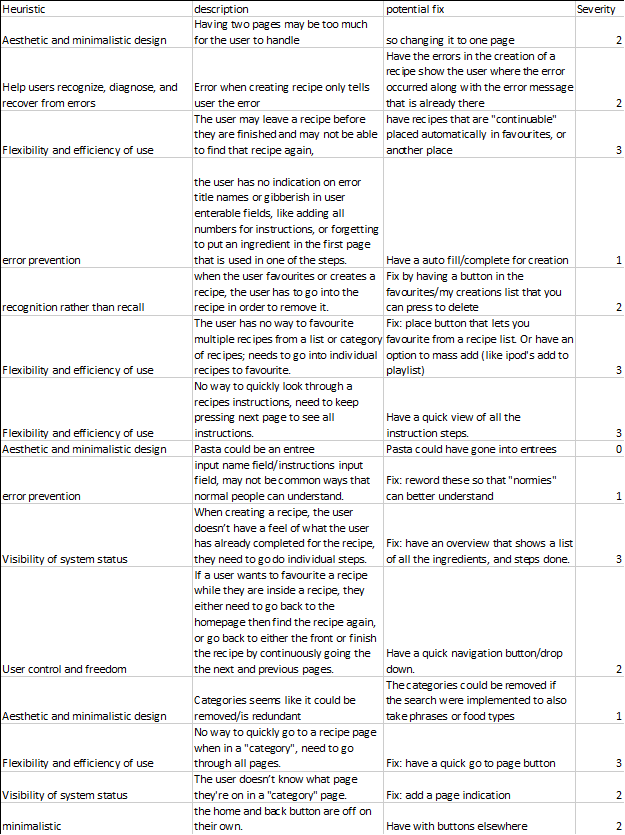 Heuristic description potential fix Severity
Having two pages may be too much
Aesthetic and minimalistic design for the user to handle so changing it to one page 2
Have the errors in the creation of a
recipe show the user where the error
Help users recognize, diagnose, and Error when creating recipe only tells occurred along with the error message
recover from errors user the error that is already there 2
The user may leave a recipe before have recipes that are "continuable"
they are finished and may not be able placed automatically in favourites, or
Flexibility and efficiency of use to find that recipe again, another place 3
the user has no indication on error
title names or gibberish in user
enterable fields, like adding all
numbers for instructions, or forgetting
to put an ingredient in the first page
error prevention that is used in one of the steps. Have a auto fill/complete for creation 1
when the user favourites or creates a Fix by having a button in the
recipe, the user has to go into the favourites/my creations list that you
recognition rather than recall recipe in order to remove it. can press to delete 2
The user has no way to favourite Fix: place button that lets you
multiple recipes from a list or category favourite from a recipe list. Or have an
of recipes; needs to go into individual option to mass add (like ipod's add to
Flexibility and efficiency of use recipes to favourite. playlist) 3
No way to quickly look through a
recipes instructions, need to keep
pressing next page to see all Have a quick view of all the
Flexibility and efficiency of use instructions. instruction steps. 3
Aesthetic and minimalistic design Pasta could be an entree Pasta could have gone into entrees 0
input name field/instructions input
field, may not be common ways that Fix: reword these so that "normies"
error prevention normal people can understand. can better understand 1
When creating a recipe, the user
doesn't have a feel of what the user
has already completed for the recipe, Fix: have an overview that shows a list
Visibility of system status they need to go do individual steps. of all the ingredients, and steps done. 3
If a user wants to favourite a recipe
while they are inside a recipe, they
either need to go back to the
homepage then find the recipe again,
or go back to either the front or finish
the recipe by continuously going the Have a quick navigation button/drop
User control and freedom the next and previous pages. down. 2
The categories could be removed if
Categories seems like it could be the search were implemented to also
Aesthetic and minimalistic design removed/is redundant take phrases or food types 1
No way to quickly go to a recipe page
when in a "category", need to go
Flexibility and efficiency of use through all pages. Fix: have a quick go to page button 3
The user doesn't know what page
Visibility of system status they're on in a "category" page. Fix: add a page indication 2
the home and back button are off on
minimalistic their own. Have with buttons elsewhere 2